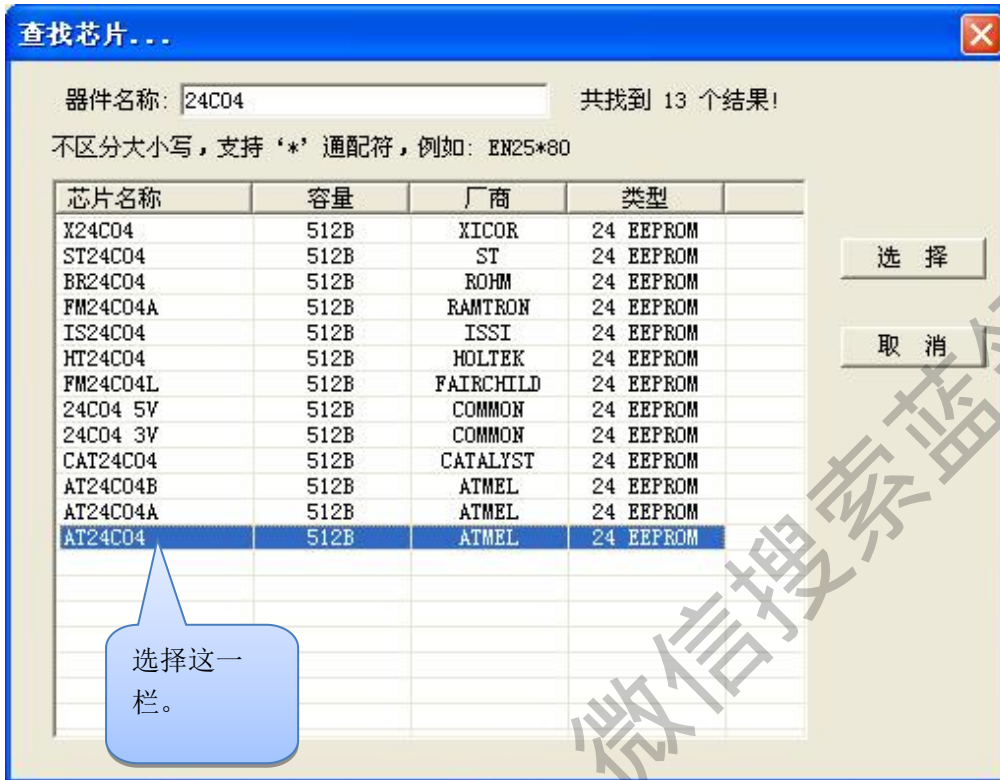 查找芯片...
器件名称: 24C04 共找到 13 个结果!
不区分大小写，支持‘*’通配符，例如: EN25*80
芯片名称 容量 厂商 类型
X24C04 512B XICOR 24 EEPROM
ST24C04 512B ST 24 EEPROM
BR24C04 512B ROHM 24 EEPROM
FM24C04A 512B RAMTRON 24 EEPROM
IS24C04 512B ISSI 24 EEPROM
HT24C04 512B HOLTEK 24 EEPROM
FM24C04L 512B FAIRCHILD 24 EEPROM
24C04 5V 512B COMMON 24 EEPROM
24C04 3V 512B COMMON 24 EEPROM
CAT24C04 512B CATALYST 24 EEPROM
AT24C04B 512B ATMEL 24 EEPROM
AT24C04A 512B ATMEL 24 EEPROM
AT24C04 512B ATMEL 24 EEPROM
选 择
取 消
选择这一
栏。
微信搜索蓝